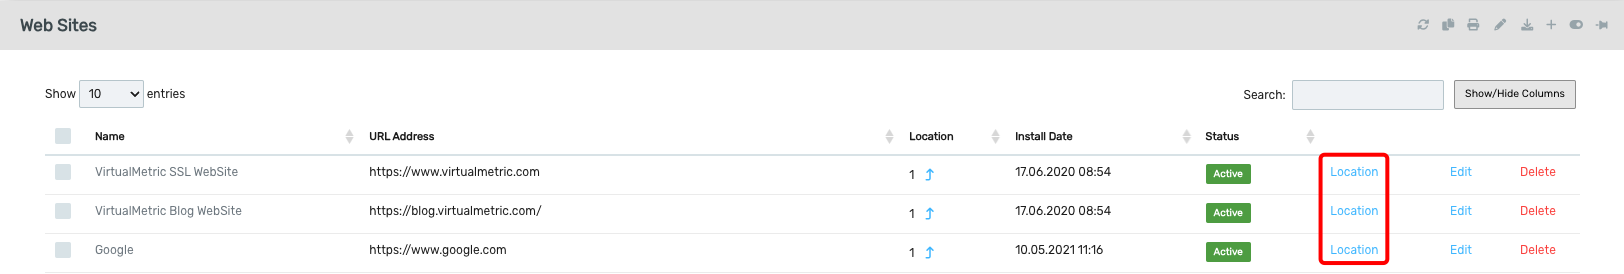 Web Sites
Show 10 entries Search: Show/Hide Columns
Name URL Address Location Install Date Status
VirtualMetric SSL WebSite https://www.virtualmetric.com 1 17.06.2020 08:54 Active Location Edit Delete
VirtualMetric Blog WebSite https://blog.virtualmetric.com/ 1 17.06.2020 08:54 Active Location Edit Delete
Google https://www.google.com 1 10.05.2021 11:16 Active Location Edit Delete